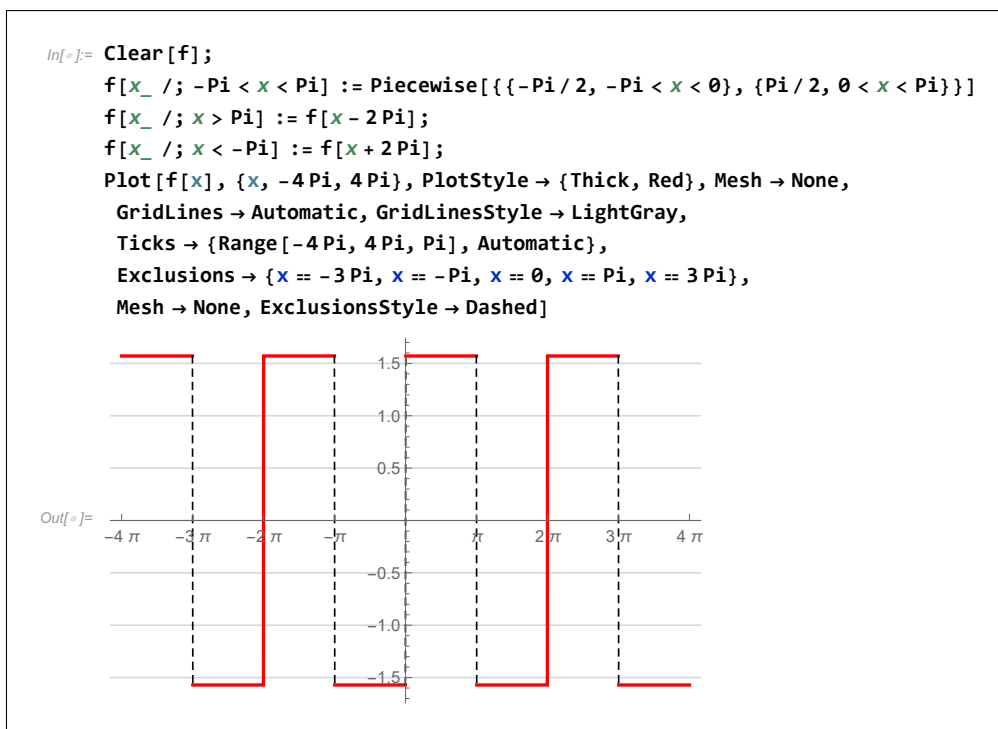 In[◦]:= Clear[f];
f[x_ /; -Pi < x < Pi] := Piecewise[{{-Pi / 2, -Pi < x < 0}, {Pi / 2, 0 < x < Pi}}]
f[x_ /; x > Pi] := f[x - 2 Pi];
f[x_ /; x < -Pi] := f[x + 2 Pi];
Plot[f[x], {x, -4 Pi, 4 Pi}, PlotStyle → {Thick, Red}, Mesh → None,
GridLines → Automatic, GridLinesStyle → LightGray,
Ticks → {Range[-4 Pi, 4 Pi, Pi], Automatic},
Exclusions → {x == -3 Pi, x == -Pi, x == 0, x == Pi, x == 3 Pi},
Mesh → None, ExclusionsStyle → Dashed]
1.5
1.0
0.5
Out[◦]=
-4 π -3 π -2 π -π π 2 π 3 π 4 π
-0.5
-1.0
-1.5